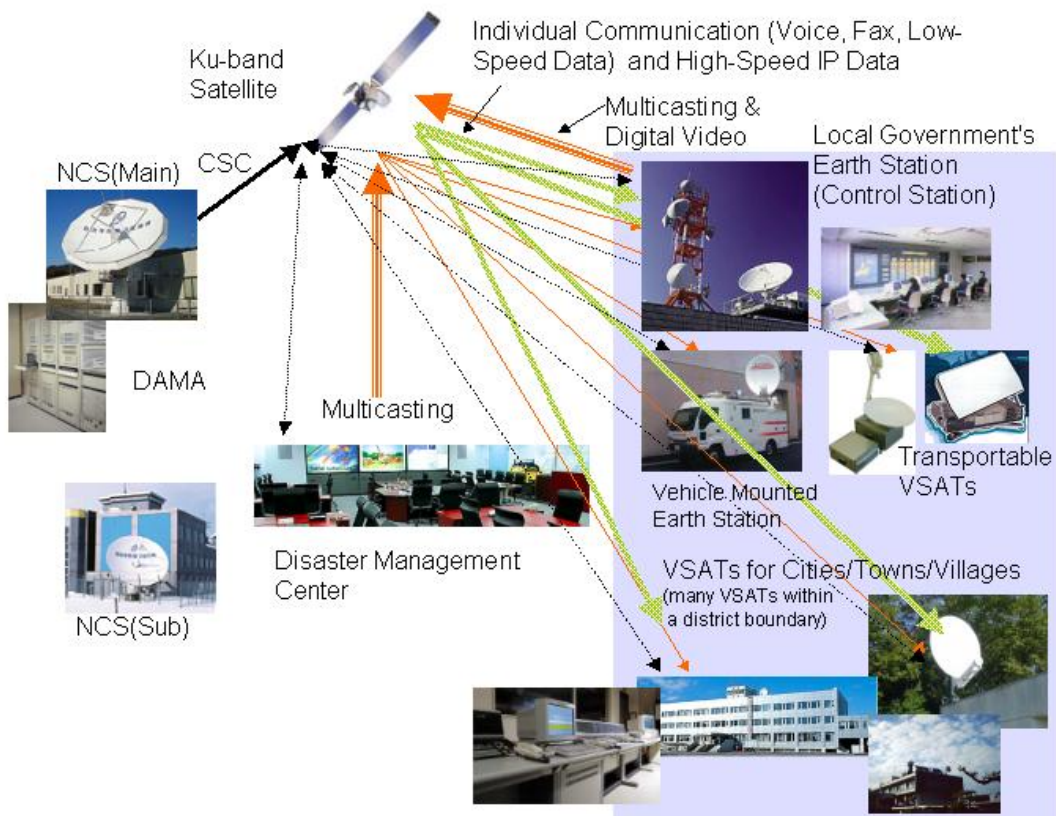 Individual Communication (Voice, Fax, Low-
Speed Data) and High-Speed IP Data
Ku-band
Satellite
Multicasting &
Digital Video
Local Government's
Earth Station
(Control Station)
NCS(Main)
CSC
DAMA
Multicasting
Transportable
VSATs
Vehicle Mounted
Earth Station
Disaster Management
Center
VSATs for Cities/Towns/Villages
(many VSATs within
a district boundary)
NCS(Sub)